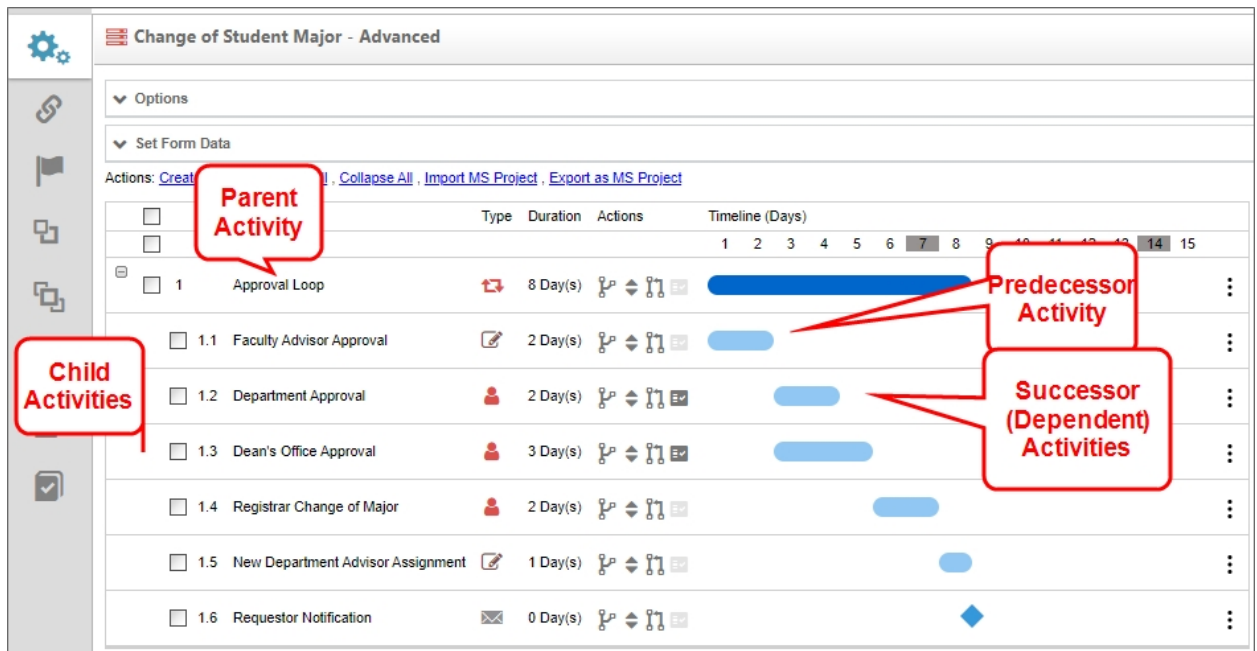 Change of Student Major - Advanced
Options
Set Form Data
Actions: Creat , Collapse All , Import MS Project , Export as MS Project
Parent
Activity
Type Duration Actions Timeline (Days)
1 2 3 4 5 6 7 8 9 10 11 12 13 14 15
1 Approval Loop 8 Day(s)
Predecessor
Activity
1.1 Faculty Advisor Approval 2 Day(s)
Child
Activities
1.2 Department Approval 2 Day(s)
Successor
(Dependent)
Activities
1.3 Dean's Office Approval 3 Day(s)
1.4 Registrar Change of Major 2 Day(s)
1.5 New Department Advisor Assignment 1 Day(s)
1.6 Requestor Notification 0 Day(s)